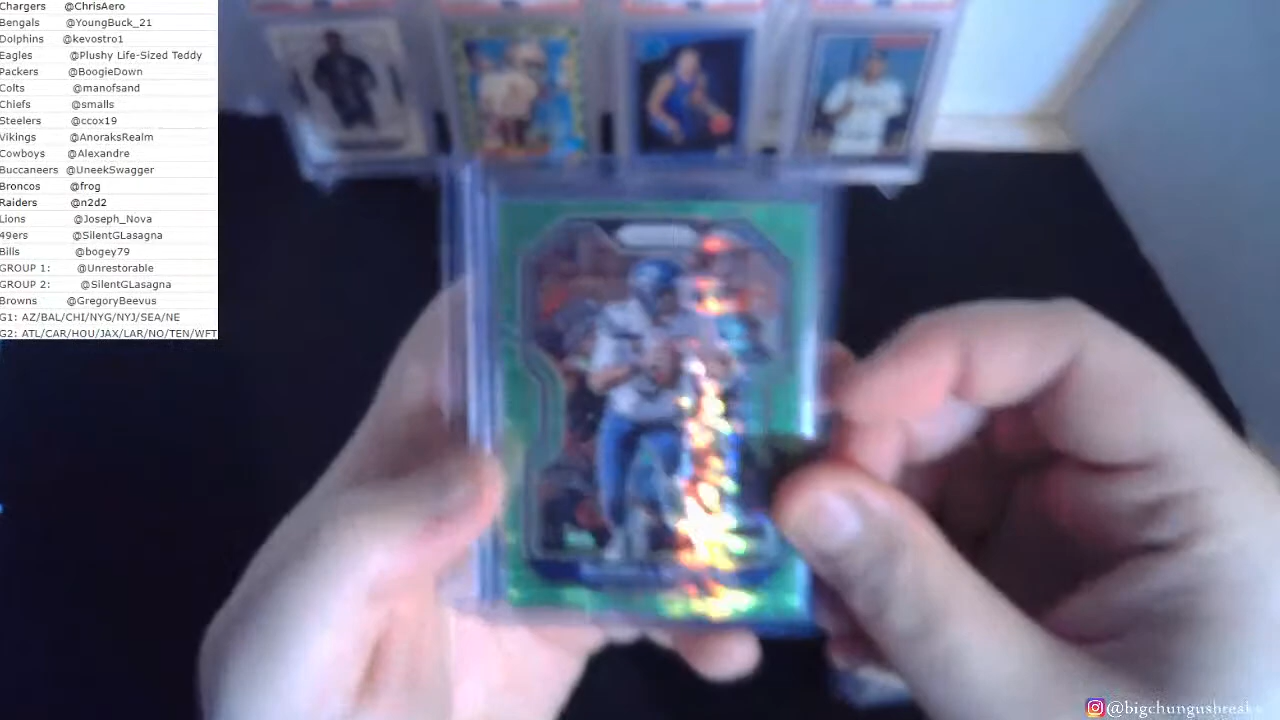 Chargers @ChrisAero
Bengals @YoungBuck_21
Dolphins @kevostro1
Eagles @Plushy Life-Sized Teddy
Packers @BoogieDown
Colts @manofsand
Chiefs @smalls
Steelers @ccox19
Vikings @AnoraksRealm
Cowboys @Alexandre
Buccaneers @UneekSwagger
Broncos @frog
Raiders @n2d2
Lions @Joseph_Nova
49ers @SilentGLasagna
Bills @bogey79
GROUP 1: @Unrestorable
GROUP 2: @SilentGLasagna
Browns @GregoryBeevus
G1: AZ/BAL/CHI/NYG/NYJ/SEA/NE
G2: ATL/CAR/HOU/JAX/LAR/NO/TEN/WFT
@bigchungusbreaks